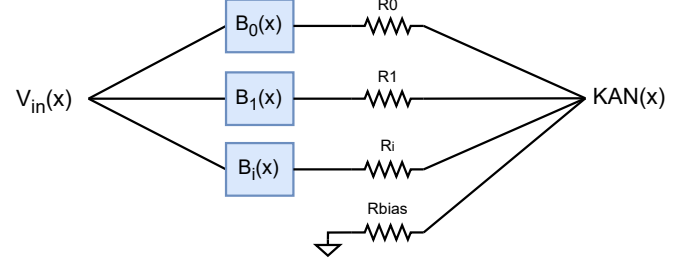 B0(x) R0
Vin(x) B1(x) R1 KAN(x)
Bi(x) Ri
Rbias